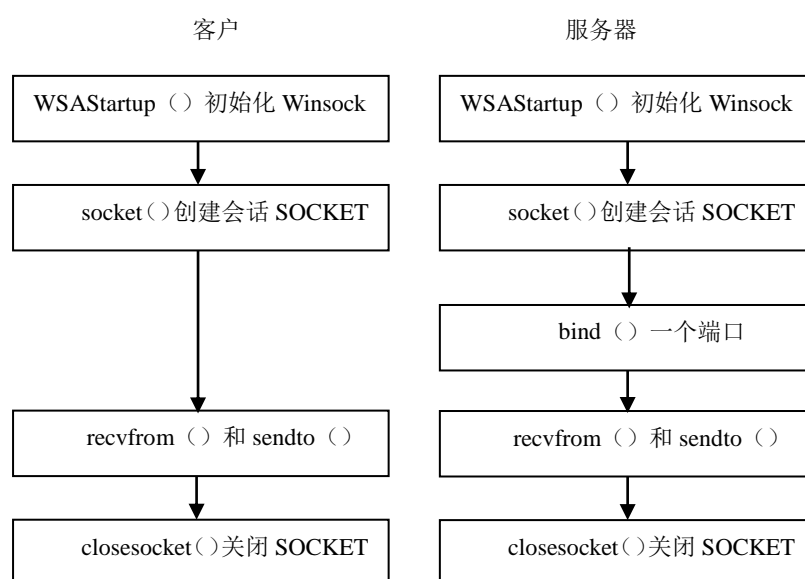 客户
服务器
WSAStartup（）初始化 Winsock
WSAStartup（）初始化 Winsock
socket（）创建会话 SOCKET
socket（）创建会话 SOCKET
bind（）一个端口
recvfrom（）和 sendto（）
recvfrom（）和 sendto（）
closesocket（）关闭 SOCKET
closesocket（）关闭 SOCKET